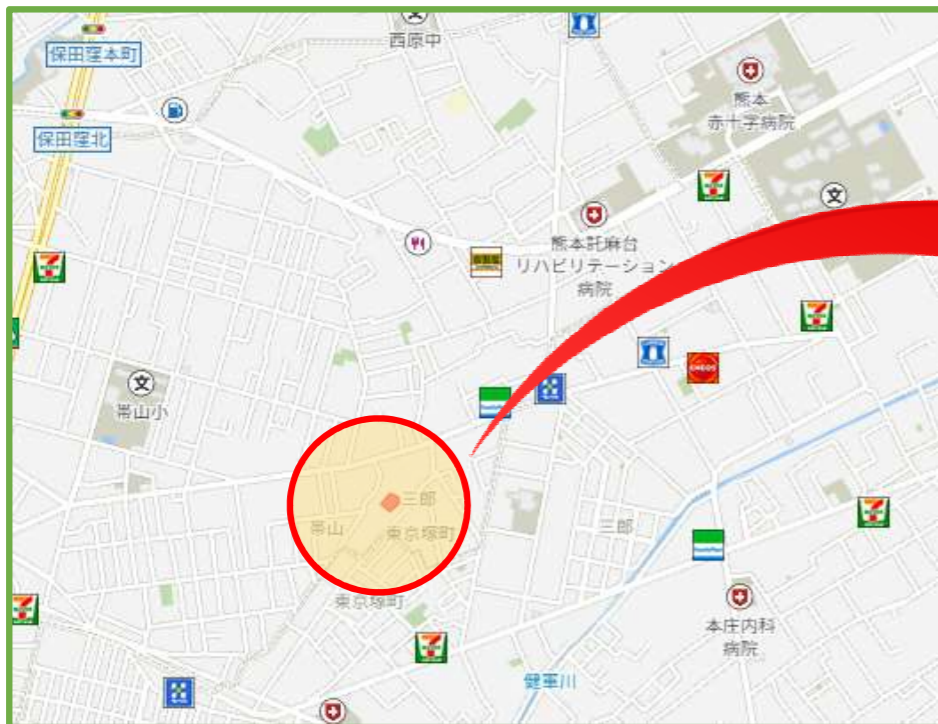 西原中
保田窪本町
熊本
赤十字病院
保田窪北
文
熊本託麻台
リハビリテーション
病院
ENEOS
文
帯山小
三郎
帯山
東京塚町
三郎
東京塚町
本庄内科
病院
健軍川